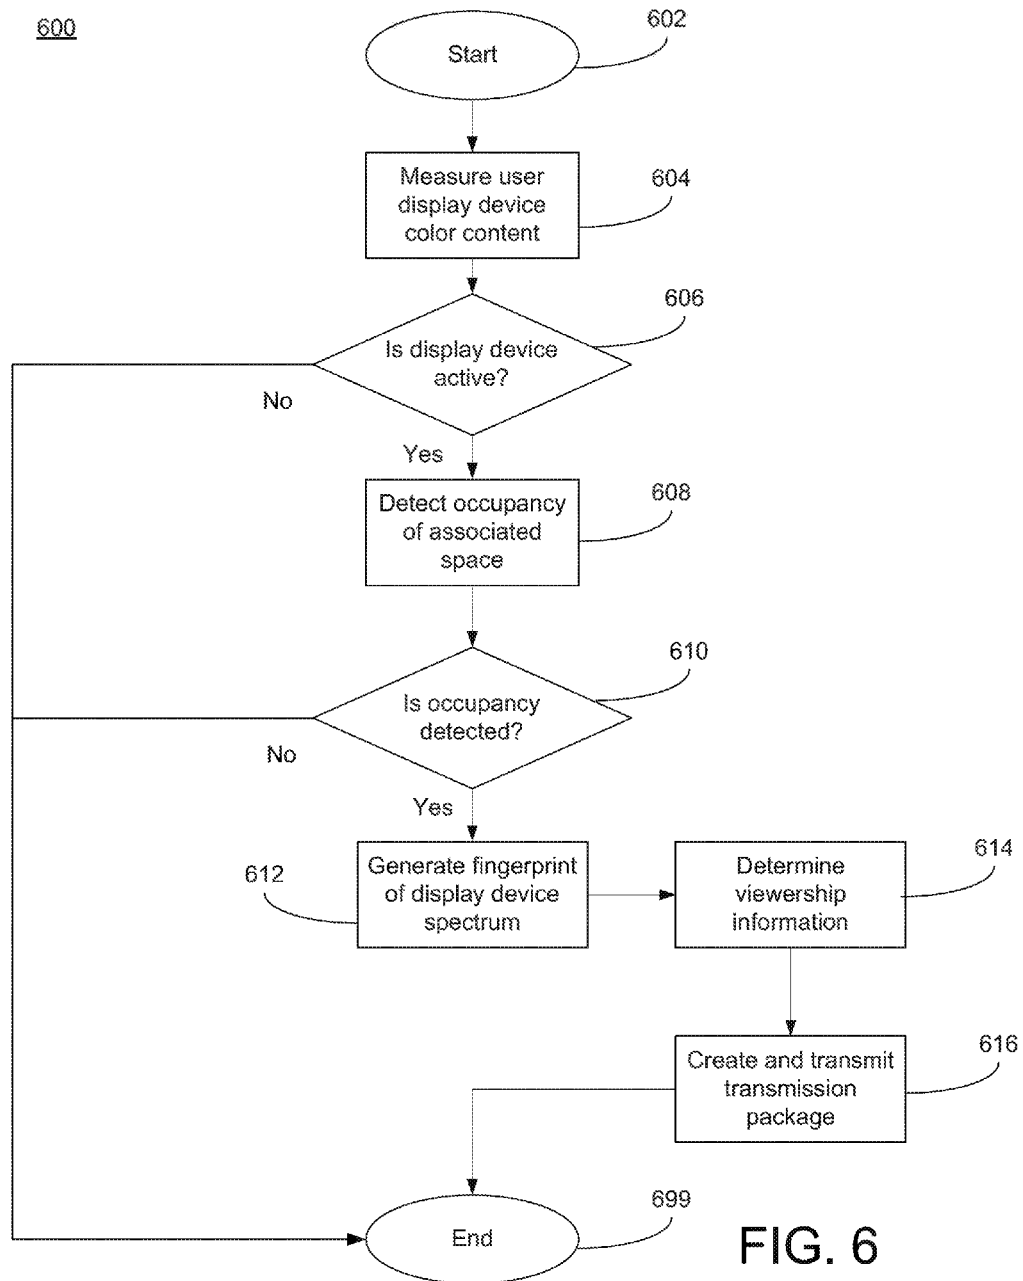 600
Start
602
Measure user
display device
color content
604
606
Is display device
active?
No
Yes
Detect occupancy
of associated
space
608
610
Is occupancy
detected?
No
Yes
612
Generate fingerprint
of display device
spectrum
Determine
viewership
information
614
Create and transmit
transmission
package
616
End
699
FIG. 6